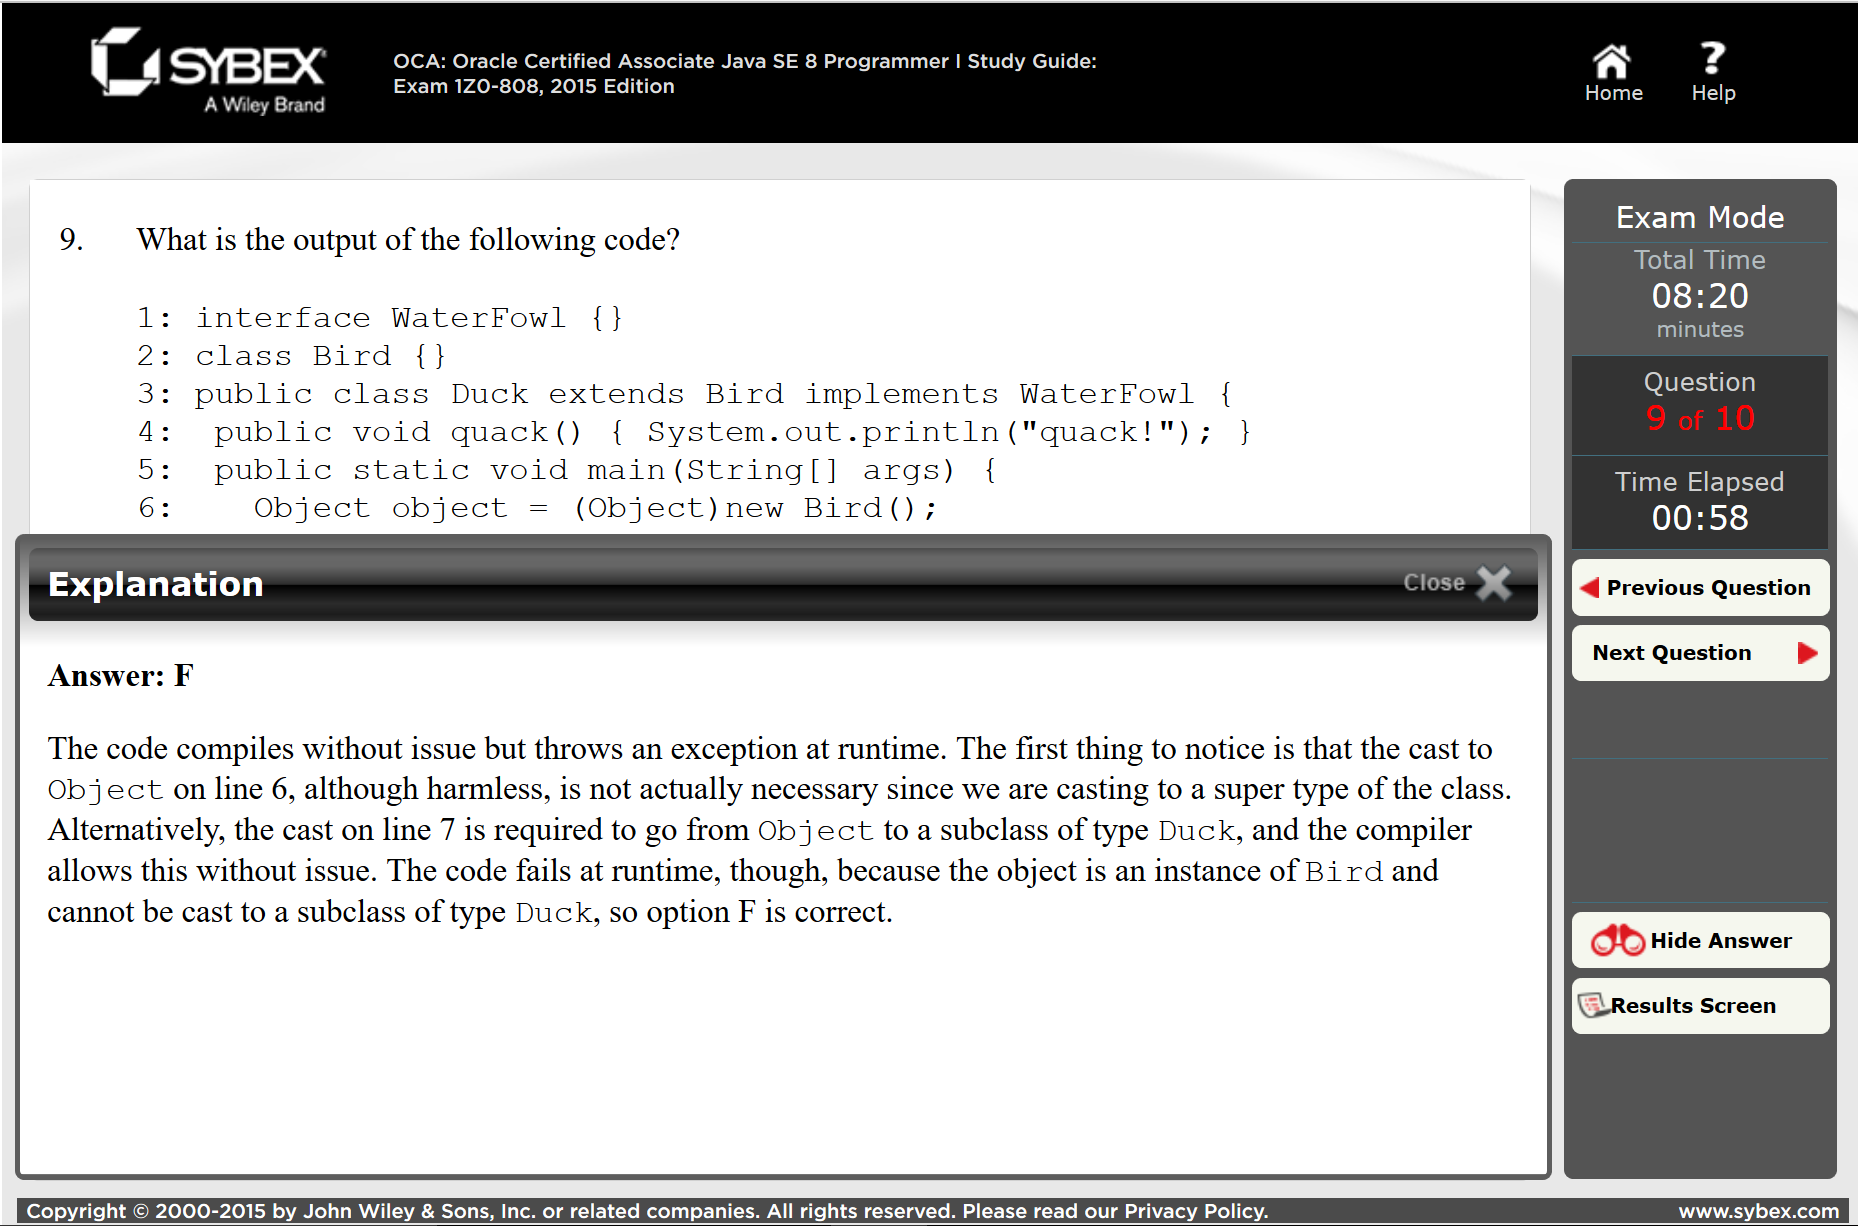 SYBEX
A Wiley Brand
OCA: Oracle Certified Associate Java SE 8 Programmer I Study Guide:
Exam 1Z0-808, 2015 Edition
Home
Help
9. What is the output of the following code?
1: interface WaterFowl {}
2: class Bird {}
3: public class Duck extends Bird implements WaterFowl {
4:  public void quack() { System.out.println("quack!"); }
5:  public static void main(String[] args) {
6:    Object object = (Object)new Bird();
Explanation
Close
Answer: F
The code compiles without issue but throws an exception at runtime. The first thing to notice is that the cast to
Object on line 6, although harmless, is not actually necessary since we are casting to a super type of the class.
Alternatively, the cast on line 7 is required to go from Object to a subclass of type Duck, and the compiler
allows this without issue. The code fails at runtime, though, because the object is an instance of Bird and
cannot be cast to a subclass of type Duck, so option F is correct.
Exam Mode
Total Time
08:20
minutes
Question
9 of 10
Time Elapsed
00:58
Previous Question
Next Question
Hide Answer
Results Screen
Copyright © 2000-2015 by John Wiley & Sons, Inc. or related companies. All rights reserved. Please read our Privacy Policy.
www.sybex.com